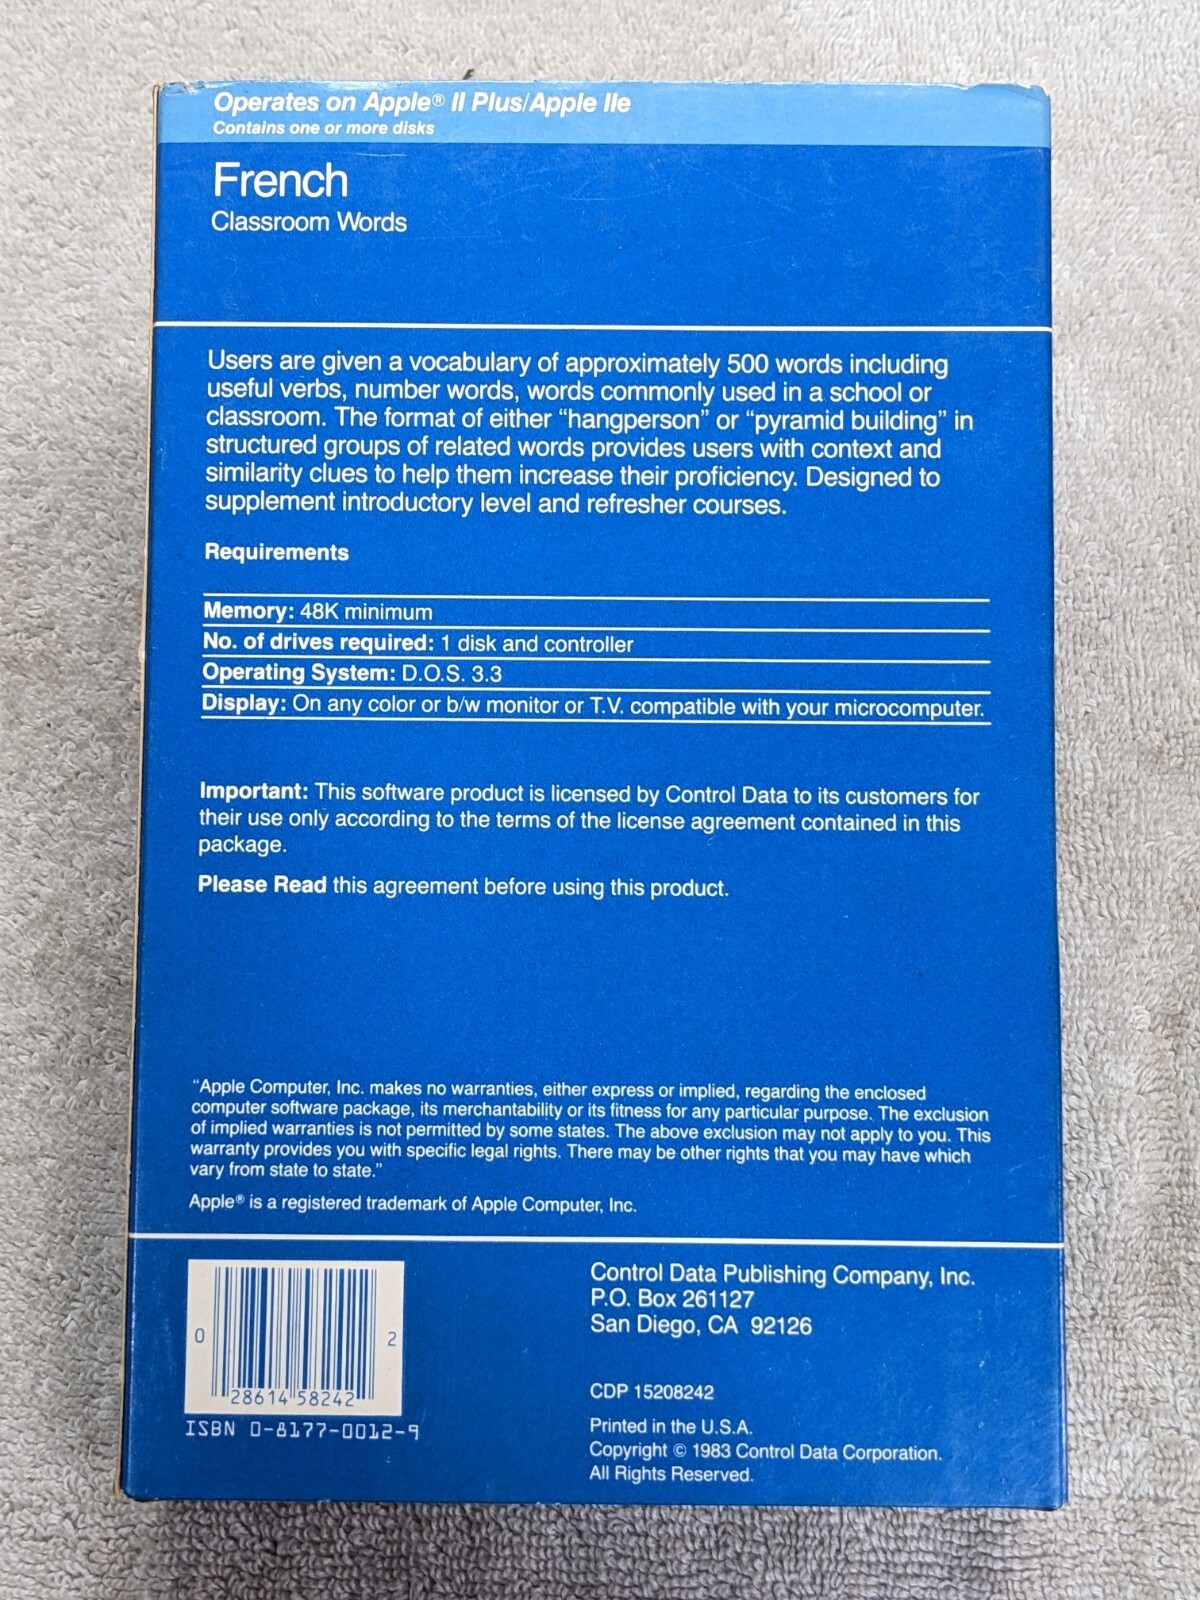 Operates on Apple® II Plus/Apple IIe
Contains one or more disks
French
Classroom Words
Users are given a vocabulary of approximately 500 words including
useful verbs, number words, words commonly used in a school or
classroom. The format of either “hangperson” or “pyramid building” in
structured groups of related words provides users with context and
similarity clues to help them increase their proficiency. Designed to
supplement introductory level and refresher courses.
Requirements
Memory: 48K minimum
No. of drives required: 1 disk and controller
Operating System: D.O.S. 3.3
Display: On any color or b/w monitor or T.V. compatible with your microcomputer.
Important: This software product is licensed by Control Data to its customers for
their use only according to the terms of the license agreement contained in this
package.
Please Read this agreement before using this product.
“Apple Computer, Inc. makes no warranties, either express or implied, regarding the enclosed
computer software package, its merchantability or its fitness for any particular purpose. The exclusion
of implied warranties is not permitted by some states. The above exclusion may not apply to you. This
warranty provides you with specific legal rights. There may be other rights that you may have which
vary from state to state.”
Apple® is a registered trademark of Apple Computer, Inc.
0 28614 58242 2
ISBN 0-8177-0012-9
Control Data Publishing Company, Inc.
P.O. Box 261127
San Diego, CA 92126
CDP 15208242
Printed in the U.S.A.
Copyright © 1983 Control Data Corporation.
All Rights Reserved.